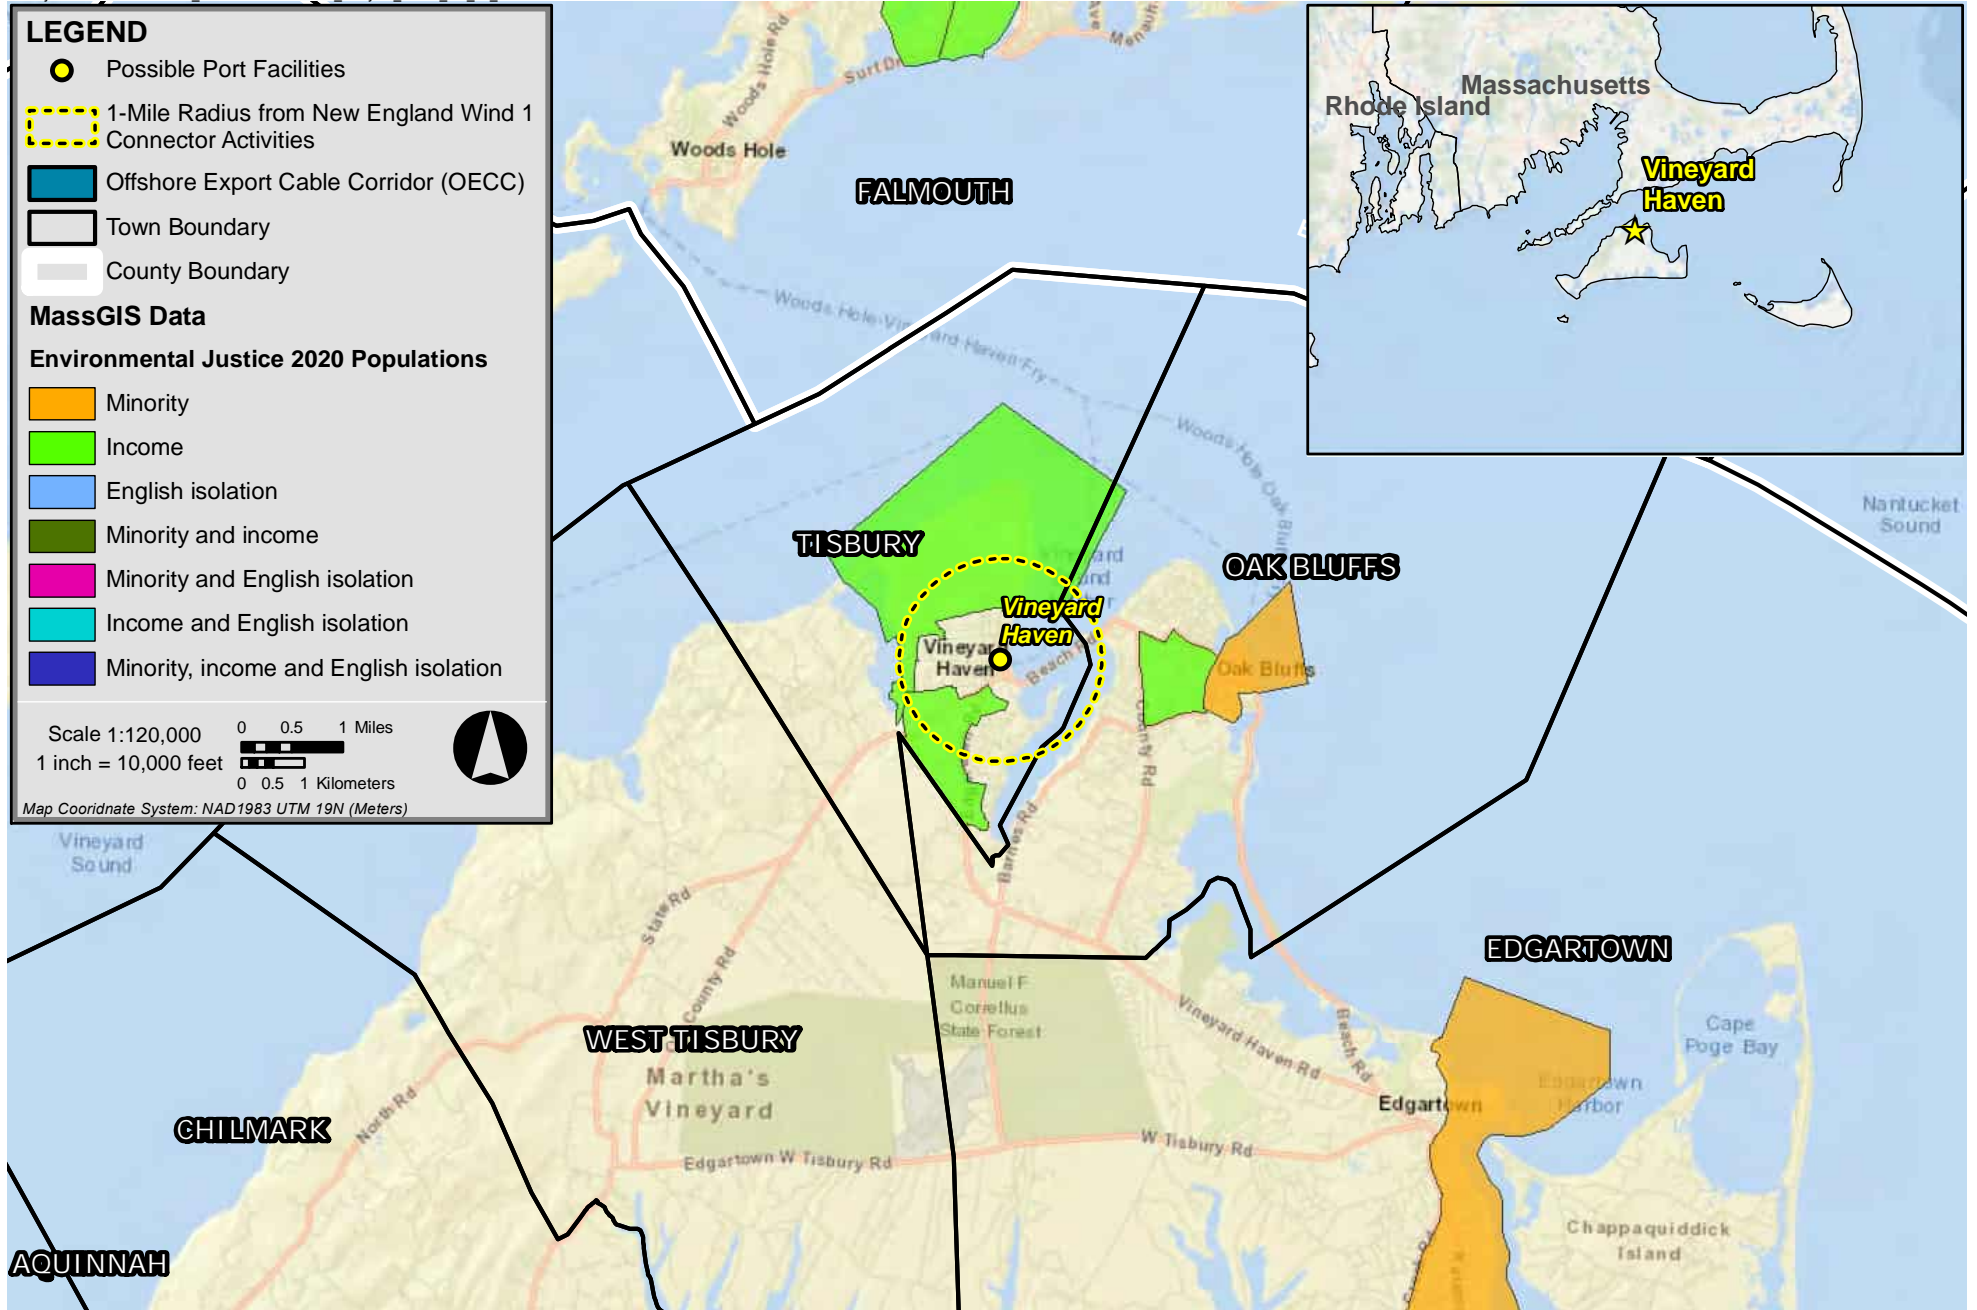 LEGEND
Possible Port Facilities
1-Mile Radius from New England Wind 1
Connector Activities
Offshore Export Cable Corridor (OECC)
Town Boundary
County Boundary
MassGIS Data
Environmental Justice 2020 Populations
Minority
Income
English isolation
Minority and income
Minority and English isolation
Income and English isolation
Minority, income and English isolation
Scale 1:120,000
1 inch = 10,000 feet
0 0.5 1 Miles
0 0.5 1 Kilometers
Map Cooridnate System: NAD1983 UTM 19N (Meters)
Massachusetts
Rhode Island
Vineyard
Haven
Woods Hole Rd
Surf Dr
Woods Hole
FALMOUTH
Woods Hole-Vineyard Haven Fry
Woods Hole-Oak Bluffs
Nantucket
Sound
TISBURY
OAK BLUFFS
Vineyard
Haven
Vineyar
Haven
Beach Rd
Oak Bluffs
County Rd
Barnes Rd
Vineyard
Sound
State Rd
County Rd
EDGARTOWN
Manuel F
Correllus
State Forest
WEST TISBURY
Martha's
Vineyard
Vineyard Haven Rd
Beach Rd
Cape
Poge Bay
Edgartown
Harbor
Edgartown
CHILMARK
North Rd
Edgartown W Tisbury Rd
W Tisbury Rd
Chappaquiddick
Island
AQUINNAH